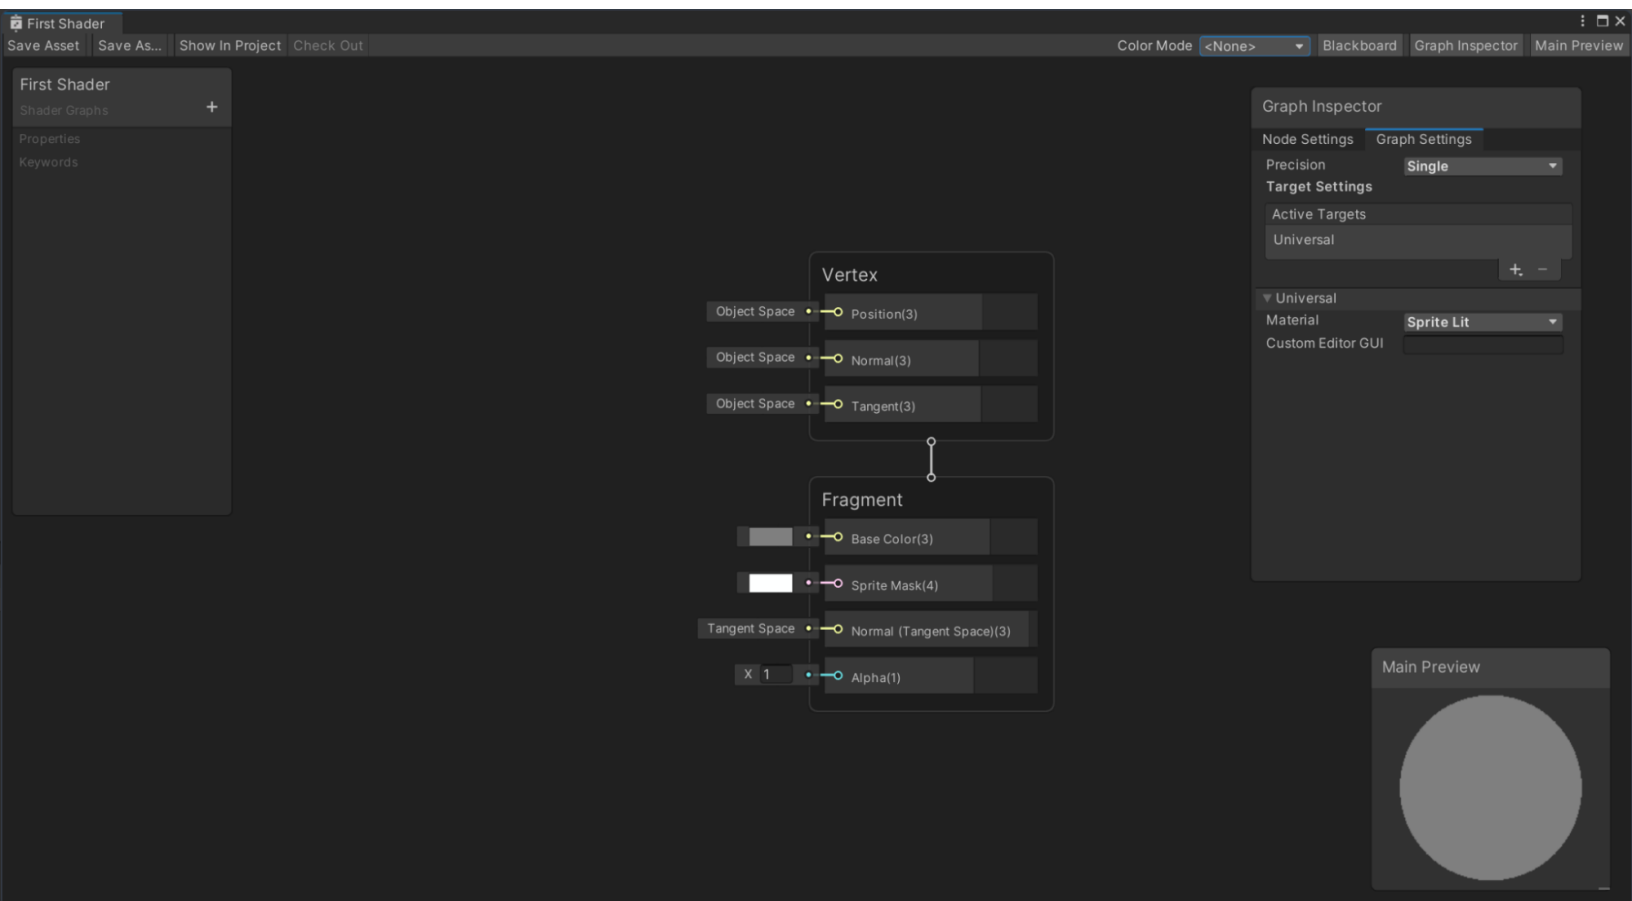 First Shader
Save Asset Save As... Show In Project Check Out Color Mode <None> Blackboard Graph Inspector Main Preview
First Shader
Shader Graphs
+
Properties
Keywords
Vertex
Object Space Position(3)
Object Space Normal(3)
Object Space Tangent(3)
Fragment
Base Color(3)
Sprite Mask(4)
Tangent Space Normal (Tangent Space)(3)
X 1 Alpha(1)
Graph Inspector
Node Settings Graph Settings
Precision Single
Target Settings
Active Targets
Universal
+ −
Universal
Material Sprite Lit
Custom Editor GUI
Main Preview